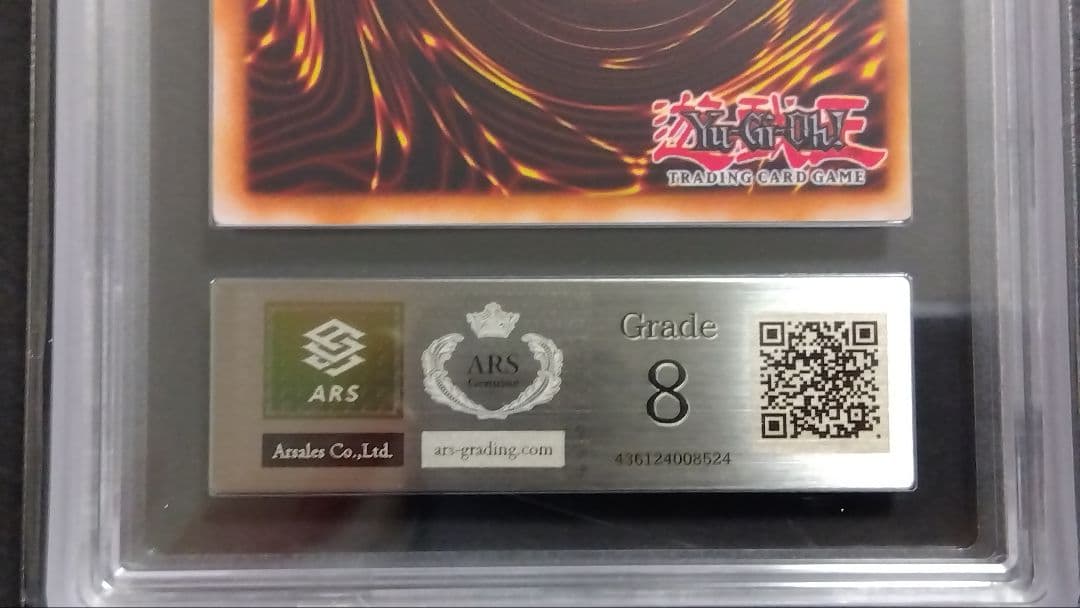 遊戯王
Yu-Gi-Oh!
TRADING CARD GAME
ARS
Arsales Co.,Ltd.
ARS
Genuine
ars-grading.com
Grade
8
436124008524